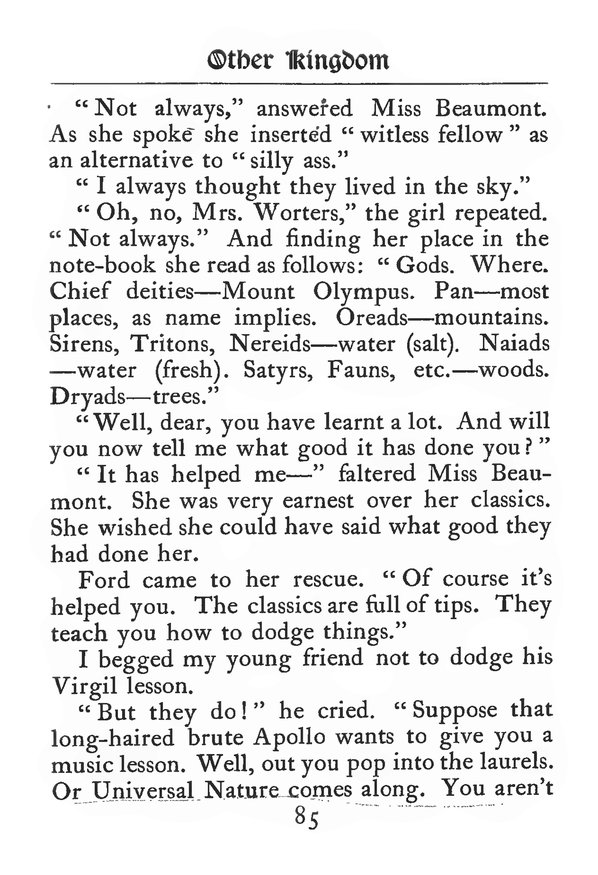 Other Kingdom
“ Not always,” answered Miss Beaumont.
As she spoke she inserted “ witless fellow ” as
an alternative to “ silly ass.”
“ I always thought they lived in the sky.”
“ Oh, no, Mrs. Worters,” the girl repeated.
“ Not always.” And finding her place in the
note-book she read as follows: “ Gods. Where.
Chief deities—Mount Olympus. Pan—most
places, as name implies. Oreads—mountains.
Sirens, Tritons, Nereids—water (salt). Naiads
—water (fresh). Satyrs, Fauns, etc.—woods.
Dryads—trees.”
“ Well, dear, you have learnt a lot. And will
you now tell me what good it has done you ? ”
“ It has helped me—” faltered Miss Beau-
mont. She was very earnest over her classics.
She wished she could have said what good they
had done her.
Ford came to her rescue. “ Of course it’s
helped you. The classics are full of tips. They
teach you how to dodge things.”
I begged my young friend not to dodge his
Virgil lesson.
“ But they do ! ” he cried. “ Suppose that
long-haired brute Apollo wants to give you a
music lesson. Well, out you pop into the laurels.
Or Universal Nature comes along. You aren’t
85